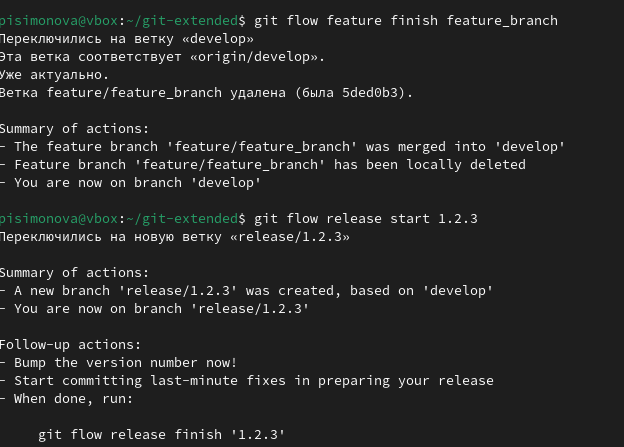 pisimonova@vbox:~/git-extended$ git flow feature finish feature_branch
Переключились на ветку «develop»
Эта ветка соответствует «origin/develop».
Уже актуально.
Ветка feature/feature_branch удалена (была 5ded0b3).
Summary of actions:
- The feature branch 'feature/feature_branch' was merged into 'develop'
- Feature branch 'feature/feature_branch' has been locally deleted
- You are now on branch 'develop'
pisimonova@vbox:~/git-extended$ git flow release start 1.2.3
Переключились на новую ветку «release/1.2.3»
Summary of actions:
- A new branch 'release/1.2.3' was created, based on 'develop'
- You are now on branch 'release/1.2.3'
Follow-up actions:
- Bump the version number now!
- Start committing last-minute fixes in preparing your release
- When done, run:
git flow release finish '1.2.3'